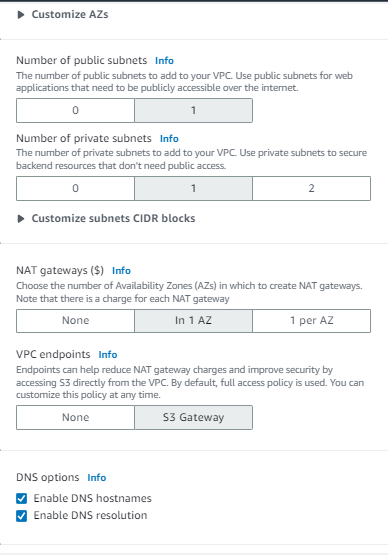 Customize AZs
Number of public subnets Info
The number of public subnets to add to your VPC. Use public subnets for web
applications that need to be publicly accessible over the internet.
0 1
Number of private subnets Info
The number of private subnets to add to your VPC. Use private subnets to secure
backend resources that don't need public access.
0 1 2
Customize subnets CIDR blocks
NAT gateways ($) Info
Choose the number of Availability Zones (AZs) in which to create NAT gateways.
Note that there is a charge for each NAT gateway
None In 1 AZ 1 per AZ
VPC endpoints Info
Endpoints can help reduce NAT gateway charges and improve security by
accessing S3 directly from the VPC. By default, full access policy is used. You can
customize this policy at any time.
None S3 Gateway
DNS options Info
Enable DNS hostnames
Enable DNS resolution